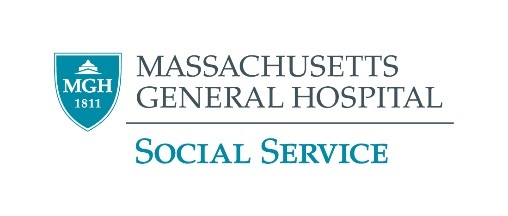 MGH
1811
MASSACHUSETTS
GENERAL HOSPITAL
SOCIAL SERVICE